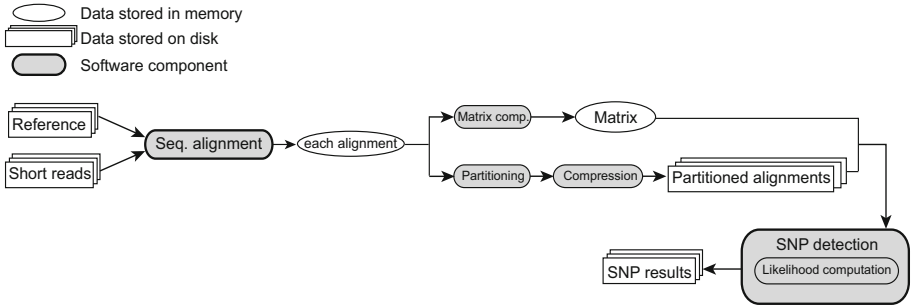 Data stored in memory
Data stored on disk
Software component
Reference
Short reads
Seq. alignment
each alignment
Matrix comp.
Matrix
Partitioning
Compression
Partitioned alignments
SNP detection
Likelihood computation
SNP results